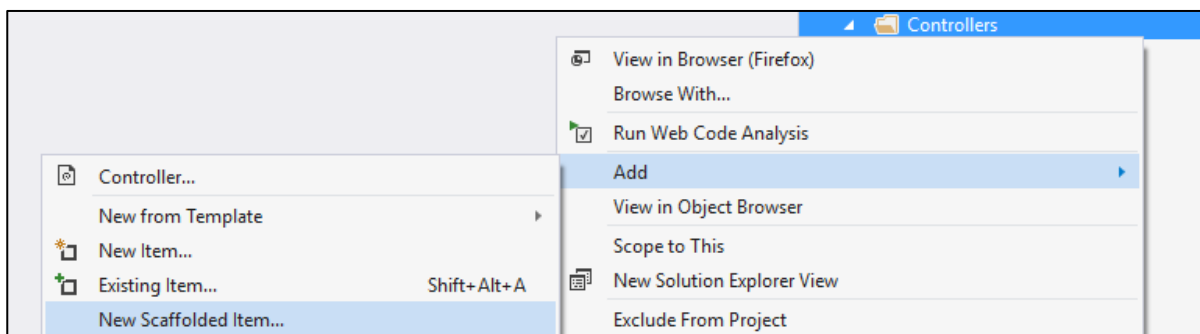 Controllers
View in Browser (Firefox)
Browse With...
Run Web Code Analysis
Add
View in Object Browser
Scope to This
New Solution Explorer View
Exclude From Project
Controller...
New from Template
New Item...
Existing Item... Shift+Alt+A
New Scaffolded Item...